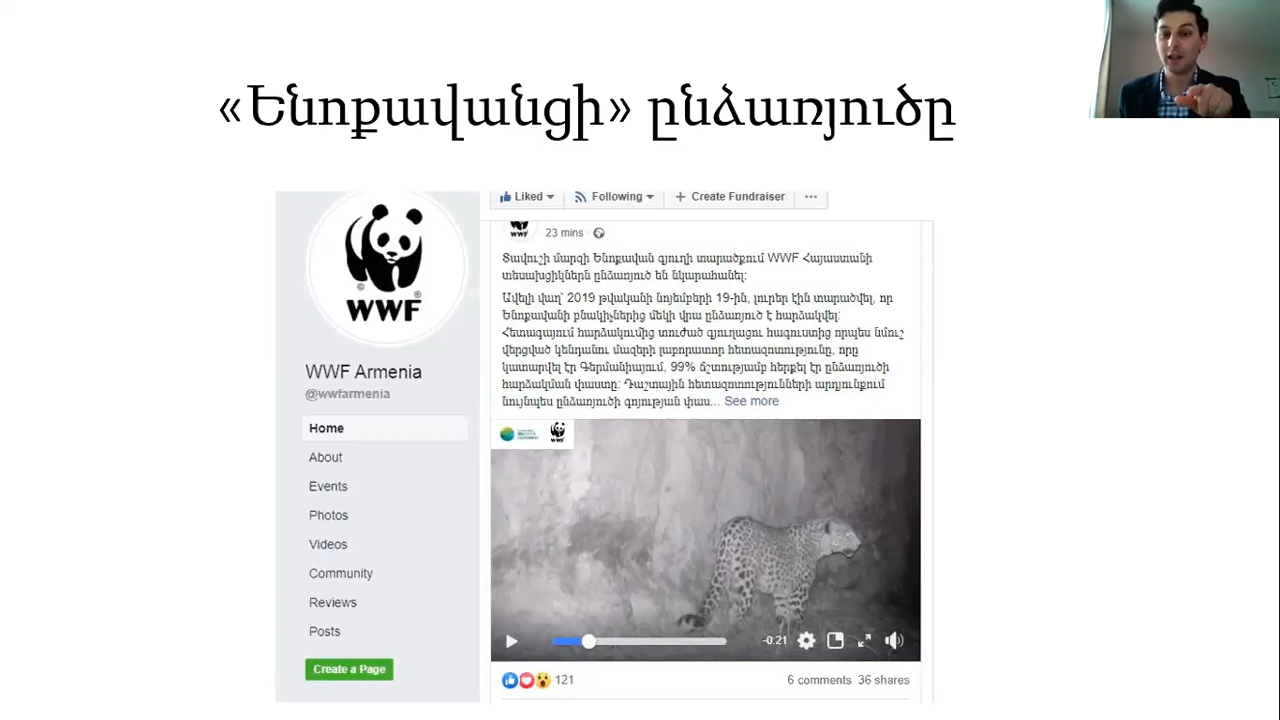 «Ենոքավանցի» ընձառյուծը
Liked
Following
+ Create Fundraiser
WWF
WWF
23 mins
Տավուշի մարզի Ենոքավան գյուղի տարածքում WWF Հայաստանի
տեսախցիկներն ընձառյուծ են նկարահանել:
Ավելի վաղ՝ 2019 թվականի նոյեմբերի 19-ին, լուրեր էին տարածվել, որ
Ենոքավանի բնակիչներից մեկի վրա ընձառյուծ է հարձակվել:
Հետագայում հարձակումից տուժած գյուղացու հագուստից որպես նմուշ
վերցված կենդանու մազերի լաբորատոր հետազոտությունը, որը
կատարվել էր Գերմանիայում, 99% ճշտությամբ հերքել էր ընձառյուծի
հարձակման փաստը: Դաշտային հետազոտությունների արդյունքում
նույնպես ընձառյուծի գոյության փաս... See more
WWF Armenia
@wwfarmenia
Home
About
Events
Photos
Videos
Community
Reviews
Posts
Create a Page
WWF
-0:21
121
6 comments 36 shares